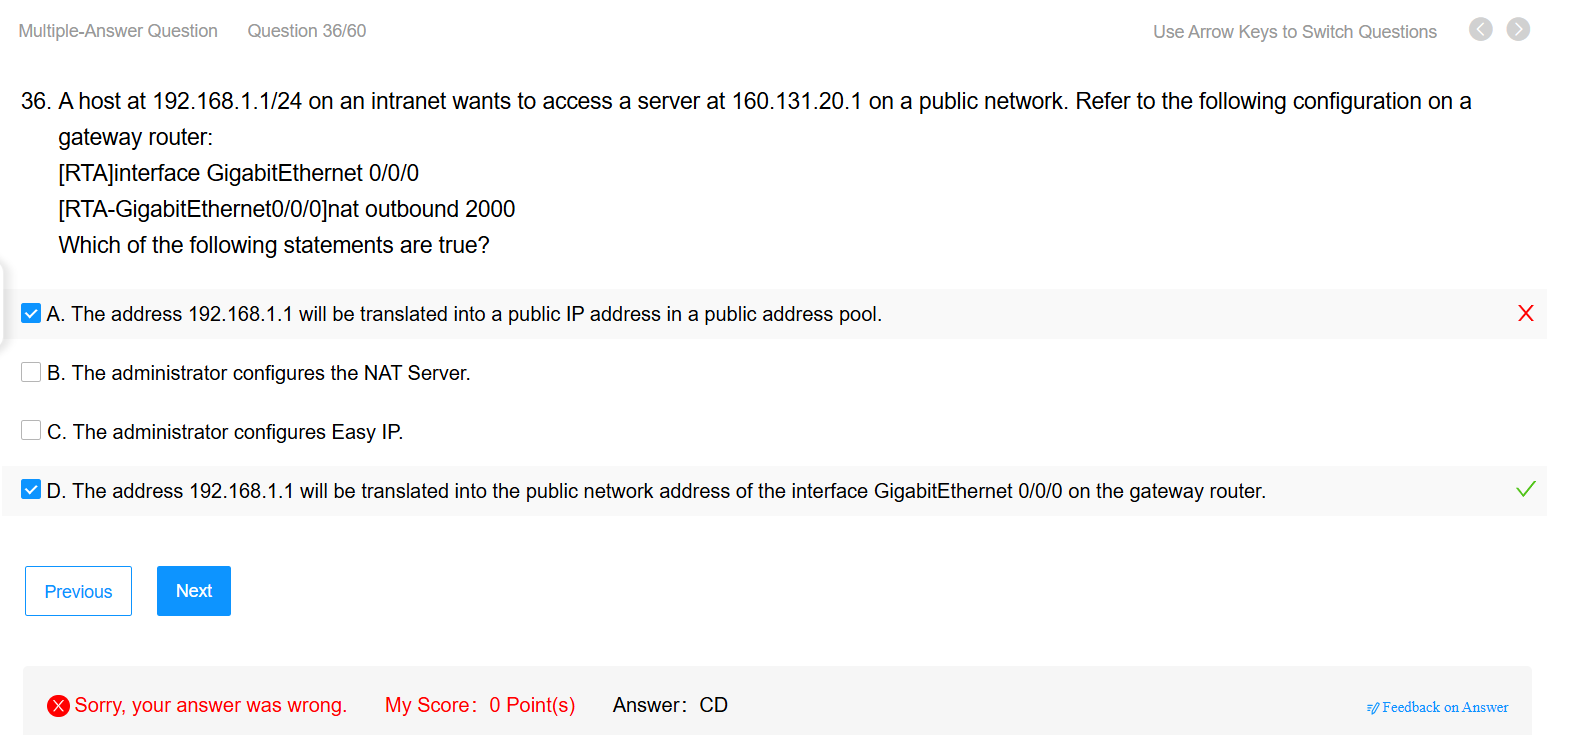 Multiple-Answer Question Question 36/60 Use Arrow Keys to Switch Questions
36. A host at 192.168.1.1/24 on an intranet wants to access a server at 160.131.20.1 on a public network. Refer to the following configuration on a
gateway router:
[RTA]interface GigabitEthernet 0/0/0
[RTA-GigabitEthernet0/0/0]nat outbound 2000
Which of the following statements are true?
A. The address 192.168.1.1 will be translated into a public IP address in a public address pool.
B. The administrator configures the NAT Server.
C. The administrator configures Easy IP.
D. The address 192.168.1.1 will be translated into the public network address of the interface GigabitEthernet 0/0/0 on the gateway router.
Previous Next
Sorry, your answer was wrong. My Score: 0 Point(s) Answer: CD Feedback on Answer